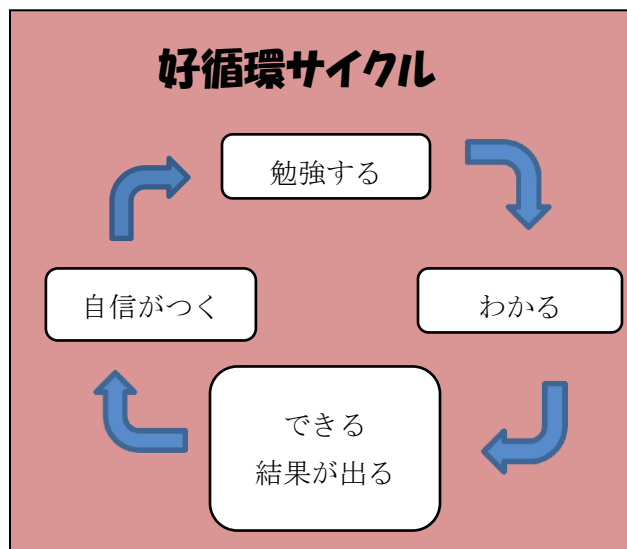 好循環サイクル
勉強する
わかる
できる
結果が出る
自信がつく